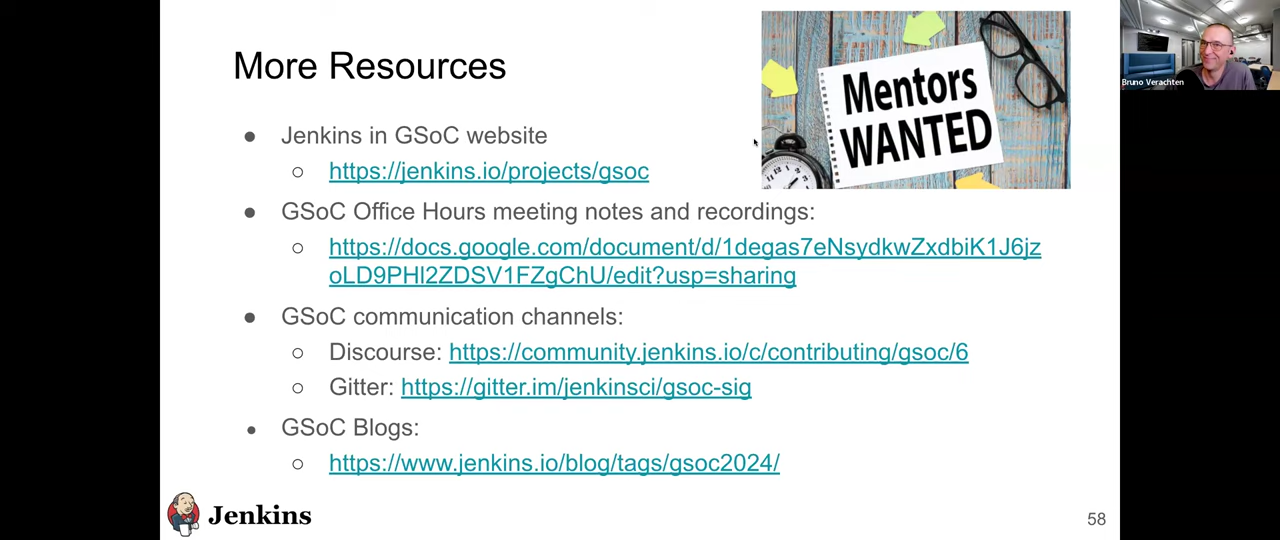 More Resources
Mentors
WANTED
Bruno Verachten
● Jenkins in GSoC website
○ https://jenkins.io/projects/gsoc
● GSoC Office Hours meeting notes and recordings:
○ https://docs.google.com/document/d/1degas7eNsydkwZxdbiK1J6jz
oLD9PHl2ZDSV1FZgChU/edit?usp=sharing
● GSoC communication channels:
○ Discourse: https://community.jenkins.io/c/contributing/gsoc/6
○ Gitter: https://gitter.im/jenkinsci/gsoc-sig
● GSoC Blogs:
○ https://www.jenkins.io/blog/tags/gsoc2024/
Jenkins
58